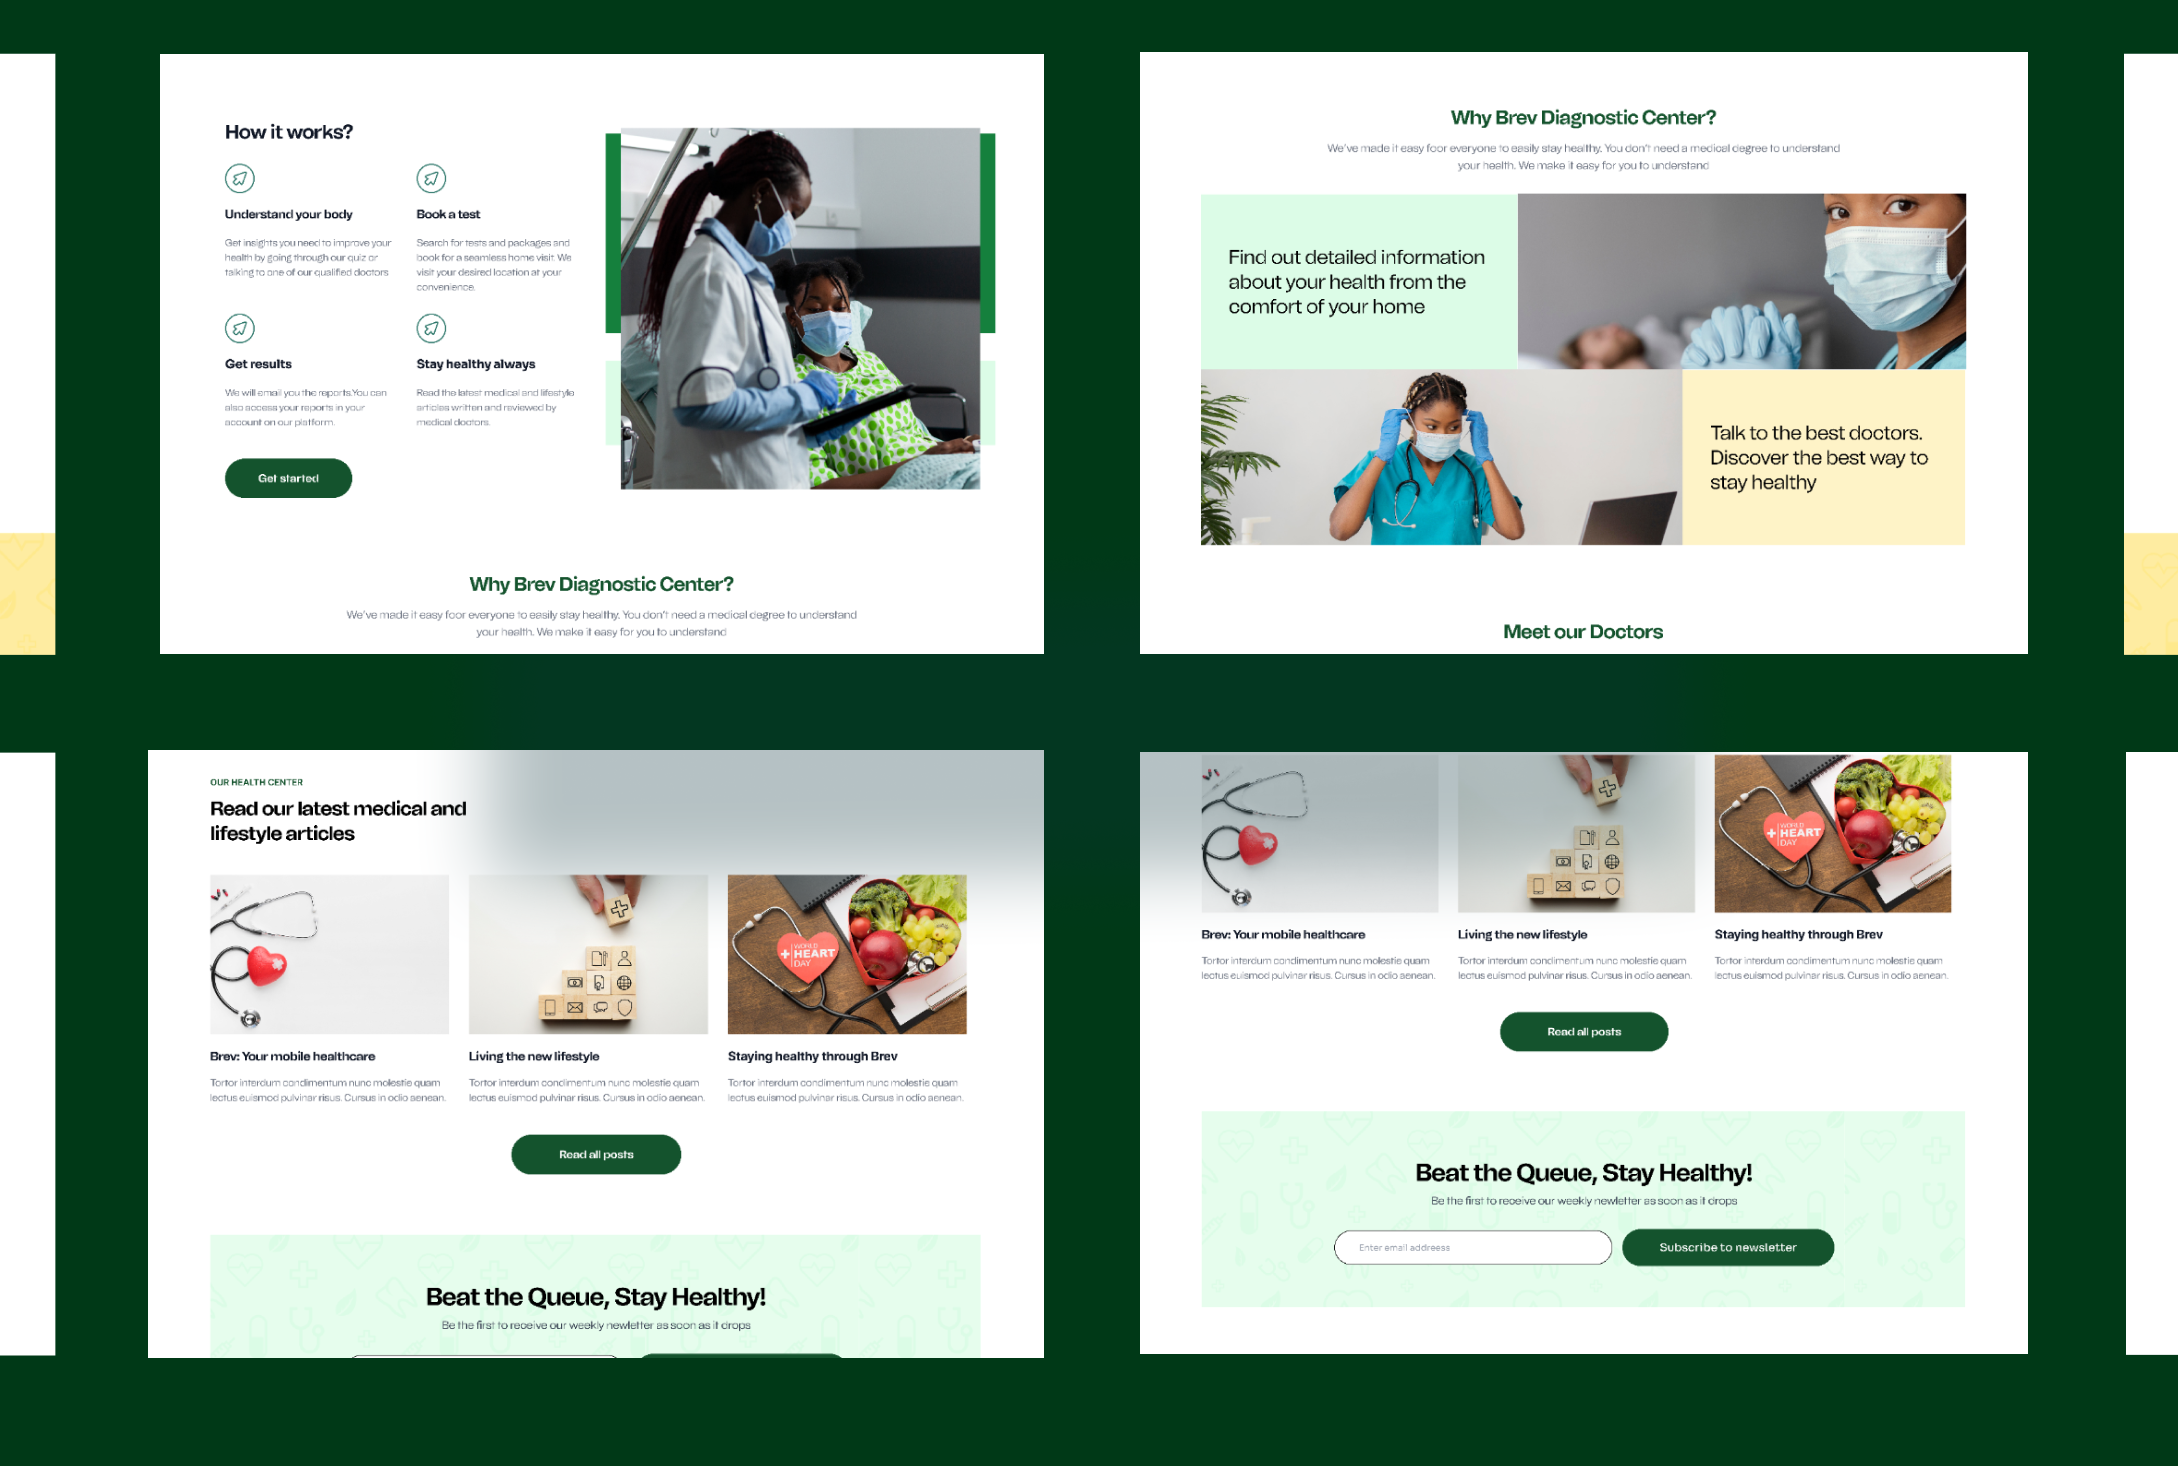 How it works?
Understand your body
Get insights you need to improve your
health by going through our quiz or
talking to one of our qualified doctors
Book a test
Search for tests and packages and
book for a seamless home visit. We
visit your desired location at your
convenience.
Get results
We will email you the reports.You can
also access your reports in your
account on our platform.
Stay healthy always
Read the latest medical and lifestyle
articles written and reviewed by
medical doctors.
Get started
Why Brev Diagnostic Center?
We've made it easy foor everyone to easily stay healthy. You don't need a medical degree to understand
your health. We make it easy for you to understand
Why Brev Diagnostic Center?
We've made it easy foor everyone to easily stay healthy. You don't need a medical degree to understand
your health. We make it easy for you to understand
Find out detailed information
about your health from the
comfort of your home
Talk to the best doctors.
Discover the best way to
stay healthy
Meet our Doctors
OUR HEALTH CENTER
Read our latest medical and
lifestyle articles
WORLD
HEART
DAY
Brev: Your mobile healthcare
Tortor interdum condimentum nunc molestie quam
lectus euismod pulvinar risus. Cursus in odio aenean.
Living the new lifestyle
Tortor interdum condimentum nunc molestie quam
lectus euismod pulvinar risus. Cursus in odio aenean.
Staying healthy through Brev
Tortor interdum condimentum nunc molestie quam
lectus euismod pulvinar risus. Cursus in odio aenean.
Read all posts
Beat the Queue, Stay Healthy!
Be the first to receive our weekly newletter as soon as it drops
WORLD
HEART
DAY
Brev: Your mobile healthcare
Tortor interdum condimentum nunc molestie quam
lectus euismod pulvinar risus. Cursus in odio aenean.
Living the new lifestyle
Tortor interdum condimentum nunc molestie quam
lectus euismod pulvinar risus. Cursus in odio aenean.
Staying healthy through Brev
Tortor interdum condimentum nunc molestie quam
lectus euismod pulvinar risus. Cursus in odio aenean.
Read all posts
Beat the Queue, Stay Healthy!
Be the first to receive our weekly newletter as soon as it drops
Enter email addreess
Subscribe to newsletter